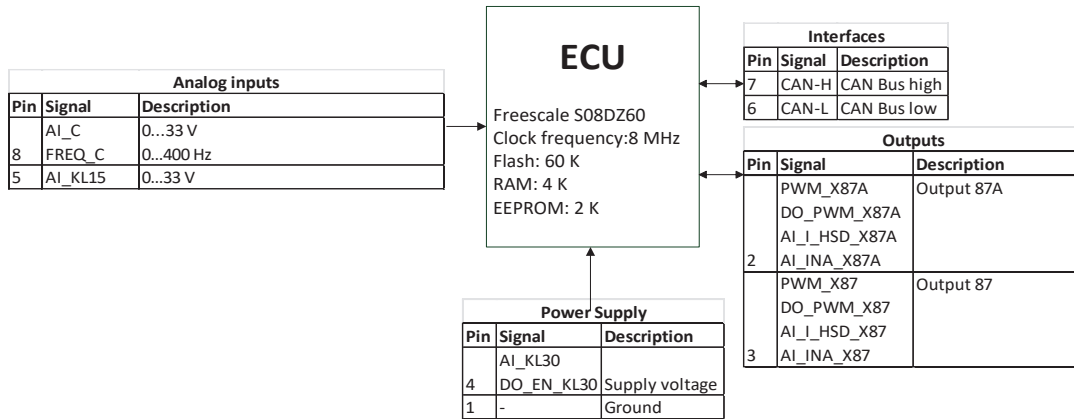 ECU
Freescale S08DZ60
Clock frequency:8 MHz
Flash: 60 K
RAM: 4 K
EEPROM: 2 K
Analog inputs
Pin Signal Description
AI_C 0...33 V
8 FREQ_C 0...400 Hz
5 AI_KL15 0...33 V
Interfaces
Pin Signal Description
7 CAN-H CAN Bus high
6 CAN-L CAN Bus low
Outputs
Pin Signal Description
PWM_X87A Output 87A
DO_PWM_X87A
AI_I_HSD_X87A
2 AI_INA_X87A
PWM_X87 Output 87
DO_PWM_X87
AI_I_HSD_X87
3 AI_INA_X87
Power Supply
Pin Signal Description
AI_KL30
4 DO_EN_KL30 Supply voltage
1 - Ground